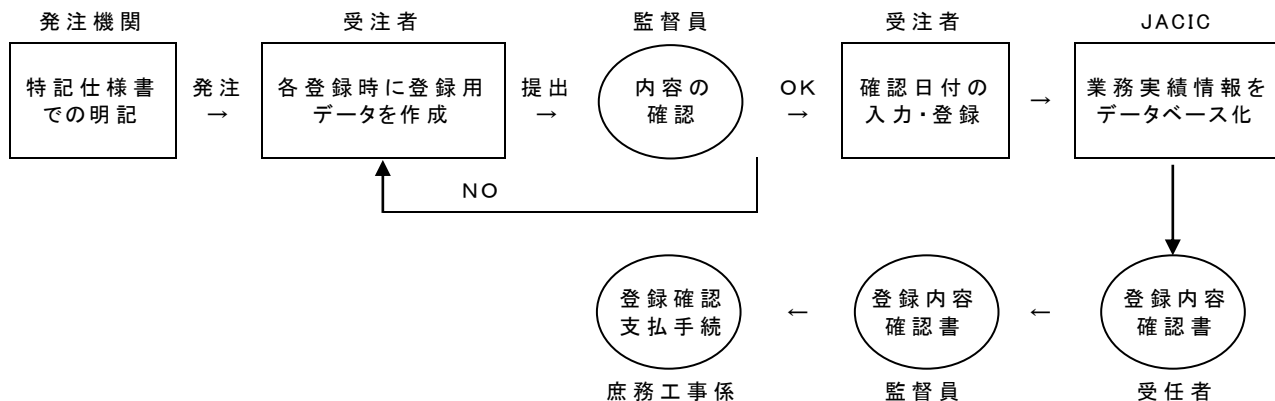 発注機関
受注者
監督員
受注者
JACIC
特記仕様書
での明記
発注
→
各登録時に登録用
データを作成
提出
→
内容の
確認
OK
→
確認日付の
入力・登録
→
業務実績情報を
データベース化
NO
登録確認
支払手続
←
登録内容
確認書
←
登録内容
確認書
庶務工事係
監督員
受任者